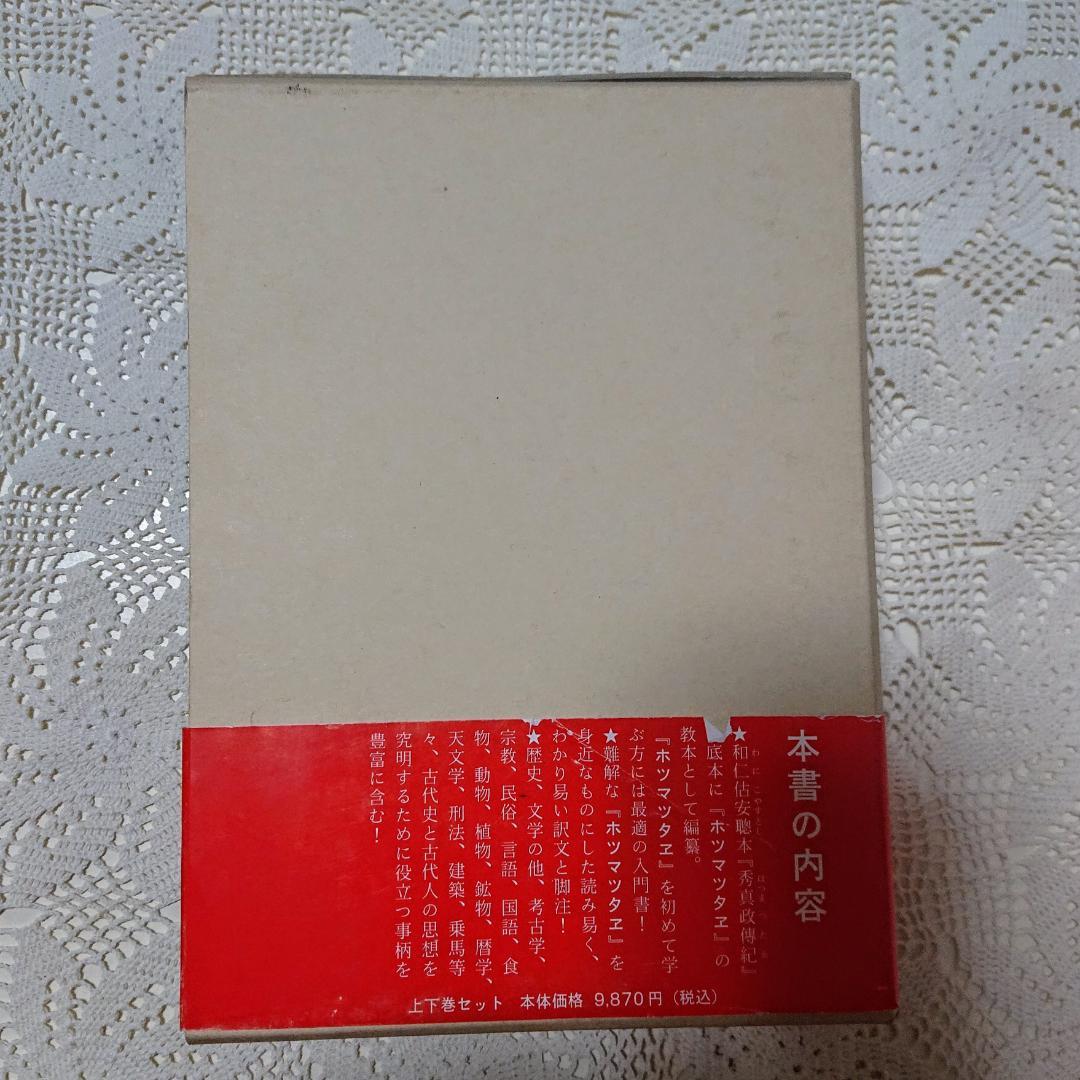 本書の内容
★和仁估安聰本『秀真政傳紀』
底本に『ホツマツタヱ』の
教本として編纂。
『ホツマツタヱ』を初めて学
ぶ方には最適の入門書！
★難解な『ホツマツタヱ』を
身近なものにした読み易く、
わかり易い訳文と脚注！
★歴史、文学の他、考古学、
宗教、民俗、言語、国語、食
物、動物、植物、鉱物、暦学、
天文学、刑法、建築、乗馬等
々、古代史と古代人の思想を
究明するために役立つ事柄を
豊富に含む！
上下巻セット 本体価格 9,870円（税込）